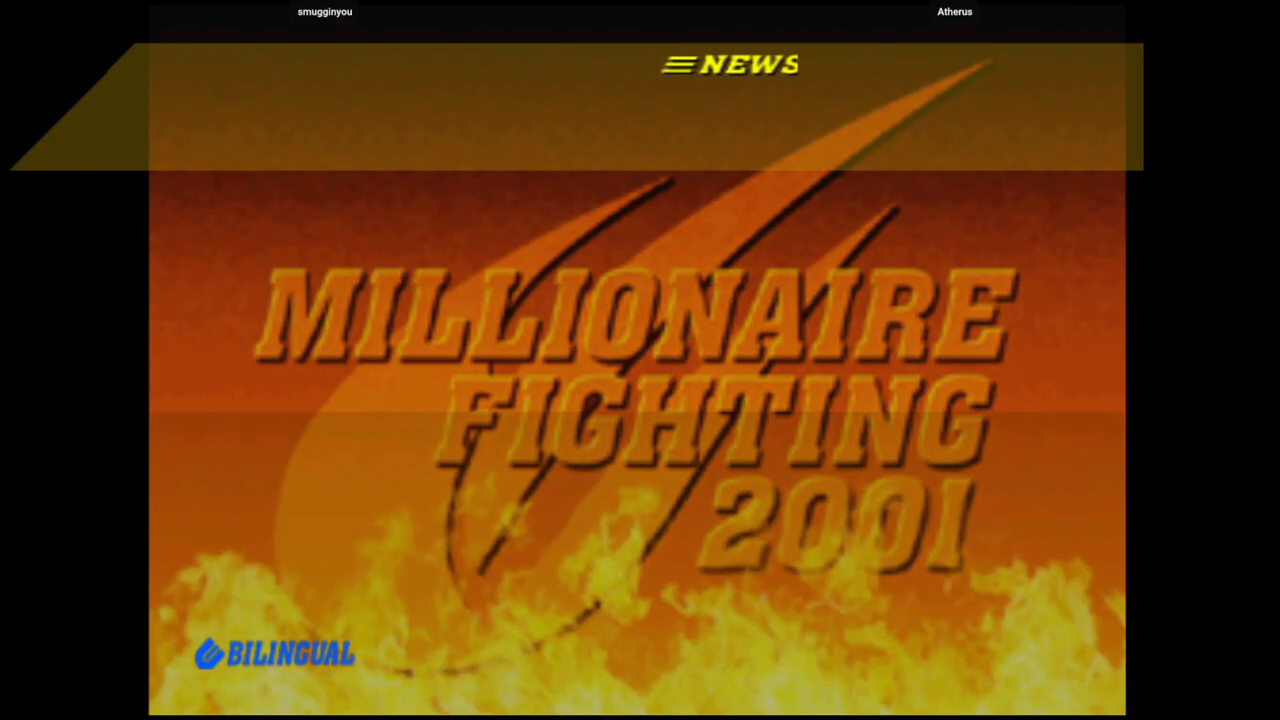 smugginyou
Atherus
NEWS
MILLIONAIRE
FIGHTING
2001
BILINGUAL